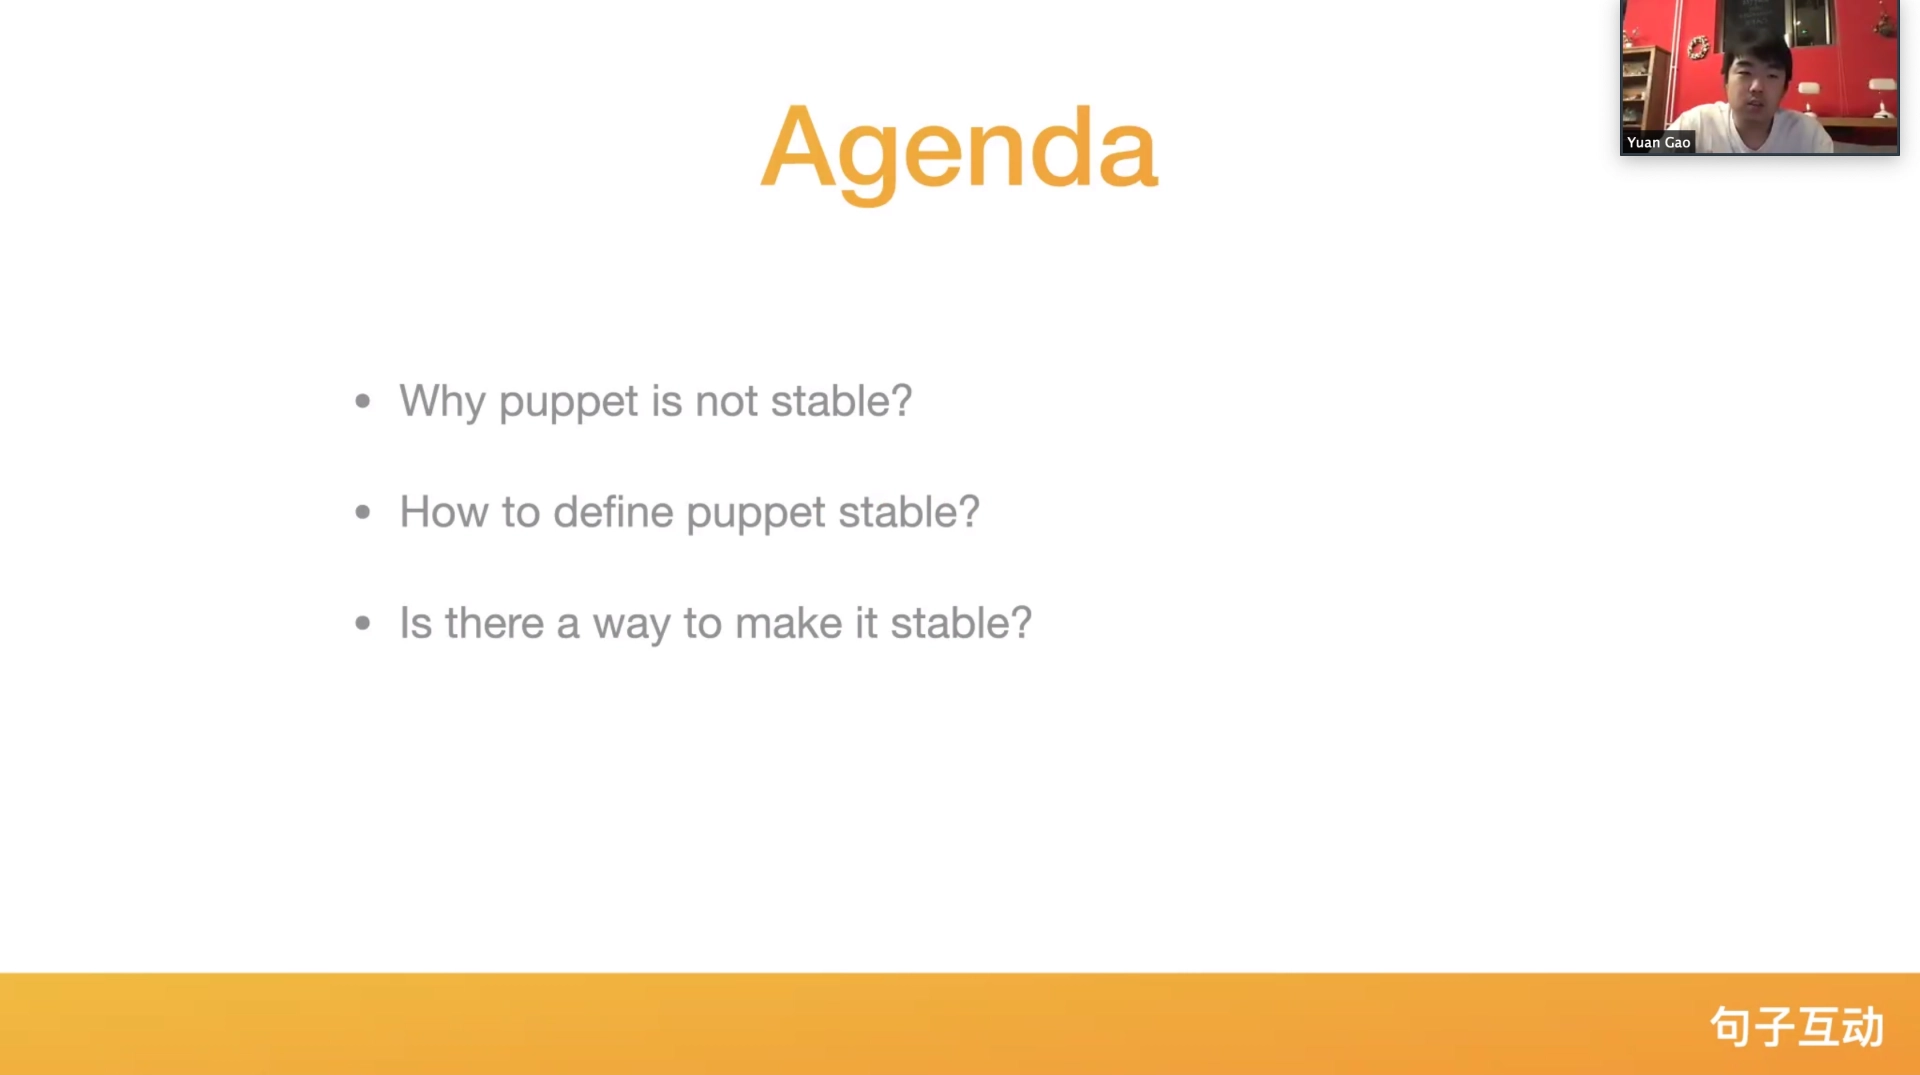 Agenda
Yuan Gao
• Why puppet is not stable?
• How to define puppet stable?
• Is there a way to make it stable?
句子互动